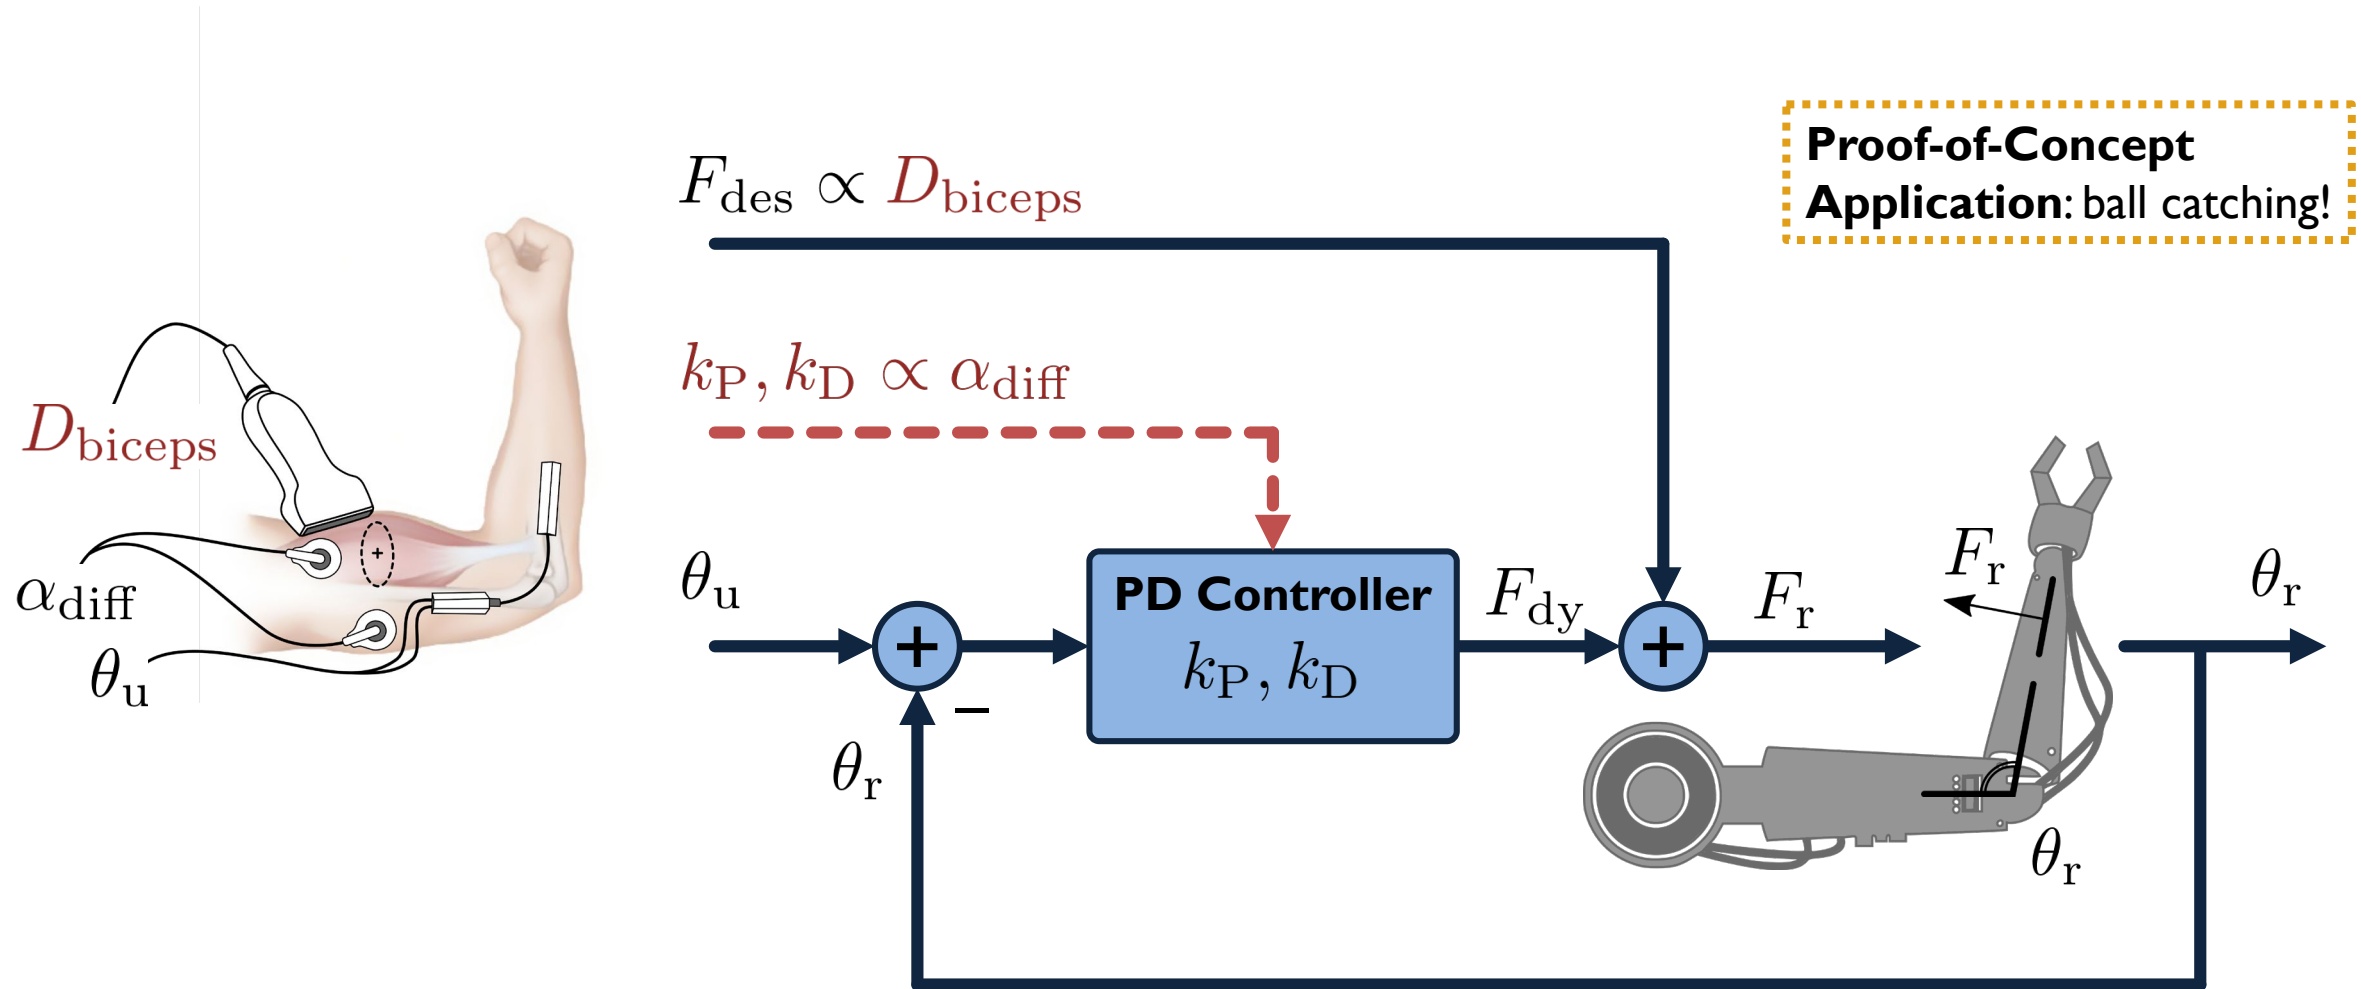 Proof-of-Concept
Application: ball catching!
F_des ∝ D_biceps
k_P, k_D ∝ α_diff
D_biceps
α_diff
θ_u
θ_u
+
−
θ_r
PD Controller
k_P, k_D
F_dy
+
F_r
F_r
θ_r
θ_r
+